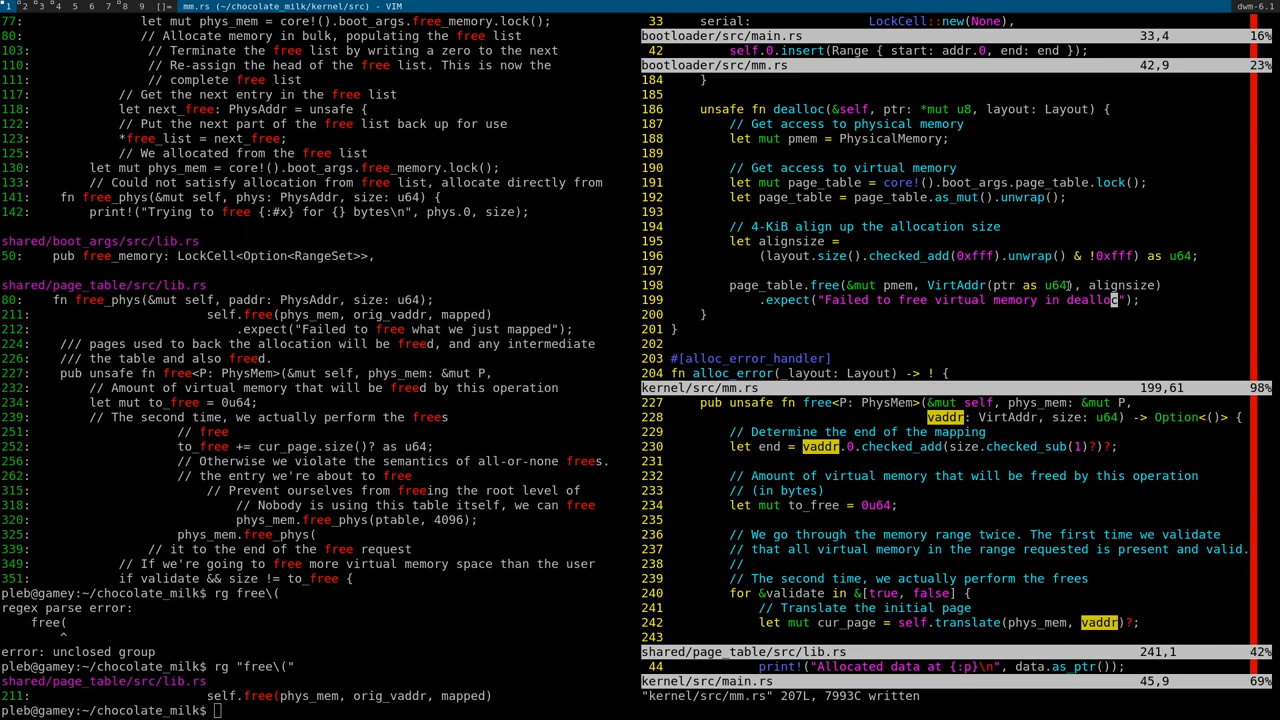 1 2 3 4 5 6 7 8 9 []= mm.rs (~/chocolate_milk/kernel/src) - VIM dwm-6.1
77: let phys_mem = core!().boot_args.free_memory.lock();
80: // Allocate memory in bulk, populating the free list
103: // Terminate the free list by writing a zero to the next
110: // Re-assign the head of the free list. This is now the
111: // complete free list
117: // Get the next entry in the free list
118: let next_free: PhysAddr = unsafe {
122: // Put the next part of the free list back up for use
123: *free_list = next_free;
125: // We allocated from the free list
130: let mut phys_mem = core!().boot_args.free_memory.lock();
133: // Could not satisfy allocation from free list, allocate directly from
141: fn free_phys(&mut self, phys: PhysAddr, size: u64) {
142: print!("Trying to free {:#x} for {} bytes\n", phys.0, size);
shared/boot_args/src/lib.rs
50: pub free_memory: LockCell<Option<RangeSet>>,
shared/page_table/src/lib.rs
80: fn free_phys(&mut self, paddr: PhysAddr, size: u64);
211: self.free(phys_mem, orig_vaddr, mapped)
212: .expect("Failed to free what we just mapped");
224: /// pages used to back the allocation will be freed, and any intermediate
226: /// the table and also freed.
227: pub unsafe fn free<P: PhysMem>(&mut self, phys_mem: &mut P,
232: // Amount of virtual memory that will be freed by this operation
234: let mut to_free = 0u64;
239: // The second time, we actually perform the frees
251: // free
252: to_free += cur_page.size()? as u64;
256: // Otherwise we violate the semantics of all-or-none frees.
262: // the entry we're about to free
315: // Prevent ourselves from freeing the root level of
318: // Nobody is using this table itself, we can free
320: phys_mem.free_phys(ptable, 4096);
325: phys_mem.free_phys(
339: // it to the end of the free request
349: // If we're going to free more virtual memory space than the user
351: if validate && size != to_free {
pleb@gamey:~/chocolate_milk$ rg free\(
regex parse error:
free(
^
error: unclosed group
pleb@gamey:~/chocolate_milk$ rg "free\("
shared/page_table/src/lib.rs
211: self.free(phys_mem, orig_vaddr, mapped)
pleb@gamey:~/chocolate_milk$
33 serial: LockCell::new(None),
bootloader/src/main.rs 33,4 16%
42 self.0.insert(Range { start: addr.0, end: end });
bootloader/src/mm.rs 42,9 23%
184 }
185
186 unsafe fn dealloc(&self, ptr: *mut u8, layout: Layout) {
187 // Get access to physical memory
188 let mut pmem = PhysicalMemory;
189
190 // Get access to virtual memory
191 let mut page_table = core!().boot_args.page_table.lock();
192 let page_table = page_table.as_mut().unwrap();
193
194 // 4-KiB align up the allocation size
195 let alignsize =
196 (layout.size().checked_add(0xfff).unwrap() & !0xfff) as u64;
197
198 page_table.free(&mut pmem, VirtAddr(ptr as u64), alignsize)
199 .expect("Failed to free virtual memory in dealloc");
200 }
201 }
202
203 #[alloc_error_handler]
204 fn alloc_error(_layout: Layout) -> ! {
kernel/src/mm.rs 199,61 98%
227 pub unsafe fn free<P: PhysMem>(&mut self, phys_mem: &mut P,
228 vaddr: VirtAddr, size: u64) -> Option<()> {
229 // Determine the end of the mapping
230 let end = vaddr.0.checked_add(size.checked_sub(1)?)?;
231
232 // Amount of virtual memory that will be freed by this operation
233 // (in bytes)
234 let mut to_free = 0u64;
235
236 // We go through the memory range twice. The first time we validate
237 // that all virtual memory in the range requested is present and valid.
238 //
239 // The second time, we actually perform the frees
240 for &validate in &[true, false] {
241 // Translate the initial page
242 let mut cur_page = self.translate(phys_mem, vaddr)?;
243
shared/page_table/src/lib.rs 241,1 42%
44 print!("Allocated data at {:p}\n", data.as_ptr());
kernel/src/main.rs 45,9 69%
"kernel/src/mm.rs" 207L, 7993C written